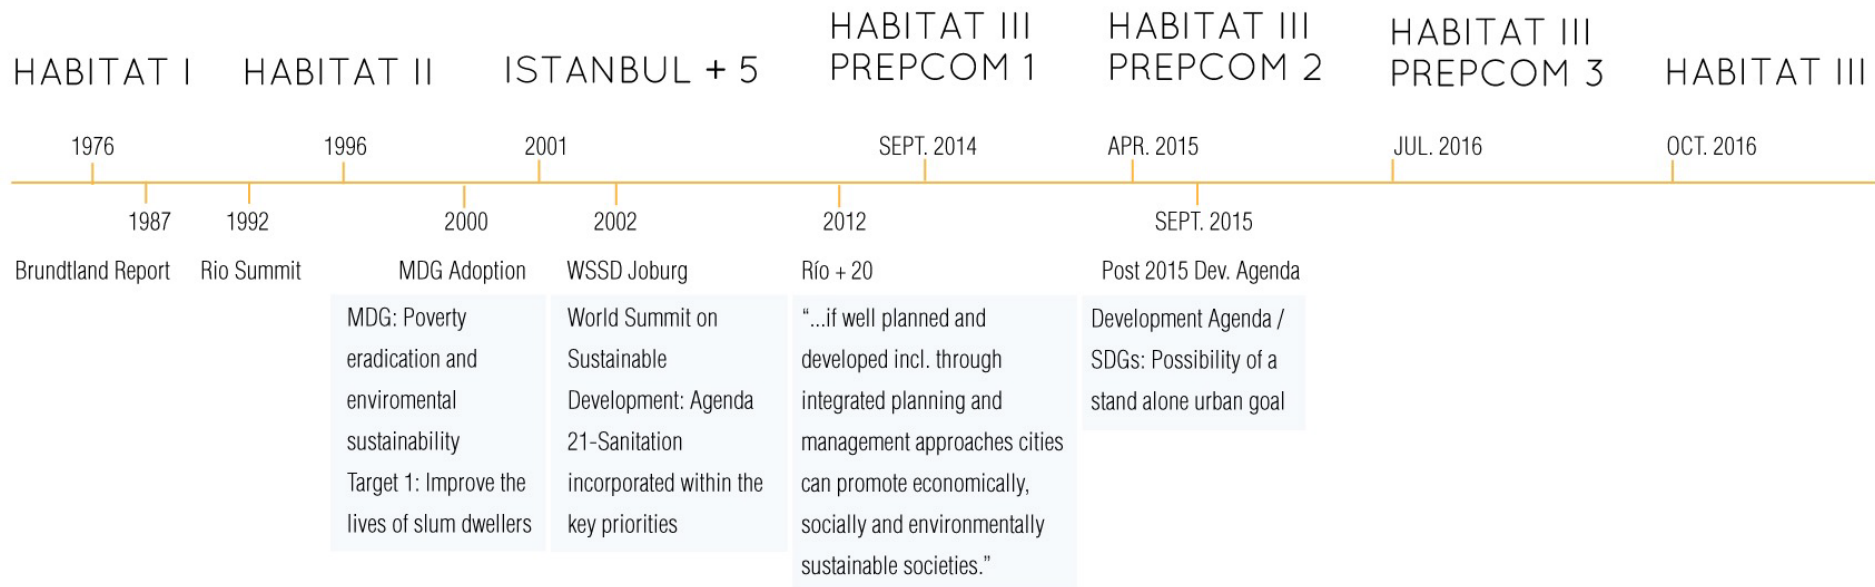 HABITAT I
HABITAT II
ISTANBUL + 5
HABITAT III
PREPCOM 1
HABITAT III
PREPCOM 2
HABITAT III
PREPCOM 3
HABITAT III
1976
1996
2001
SEPT. 2014
APR. 2015
JUL. 2016
OCT. 2016
1987
1992
2000
2002
2012
SEPT. 2015
Brundtland Report
Rio Summit
MDG Adoption
WSSD Joburg
Río + 20
Post 2015 Dev. Agenda
MDG: Poverty
eradication and
enviromental
sustainability
Target 1: Improve the
lives of slum dwellers
World Summit on
Sustainable
Development: Agenda
21-Sanitation
incorporated within the
key priorities
“...if well planned and
developed incl. through
integrated planning and
management approaches cities
can promote economically,
socially and environmentally
sustainable societies.”
Development Agenda /
SDGs: Possibility of a
stand alone urban goal